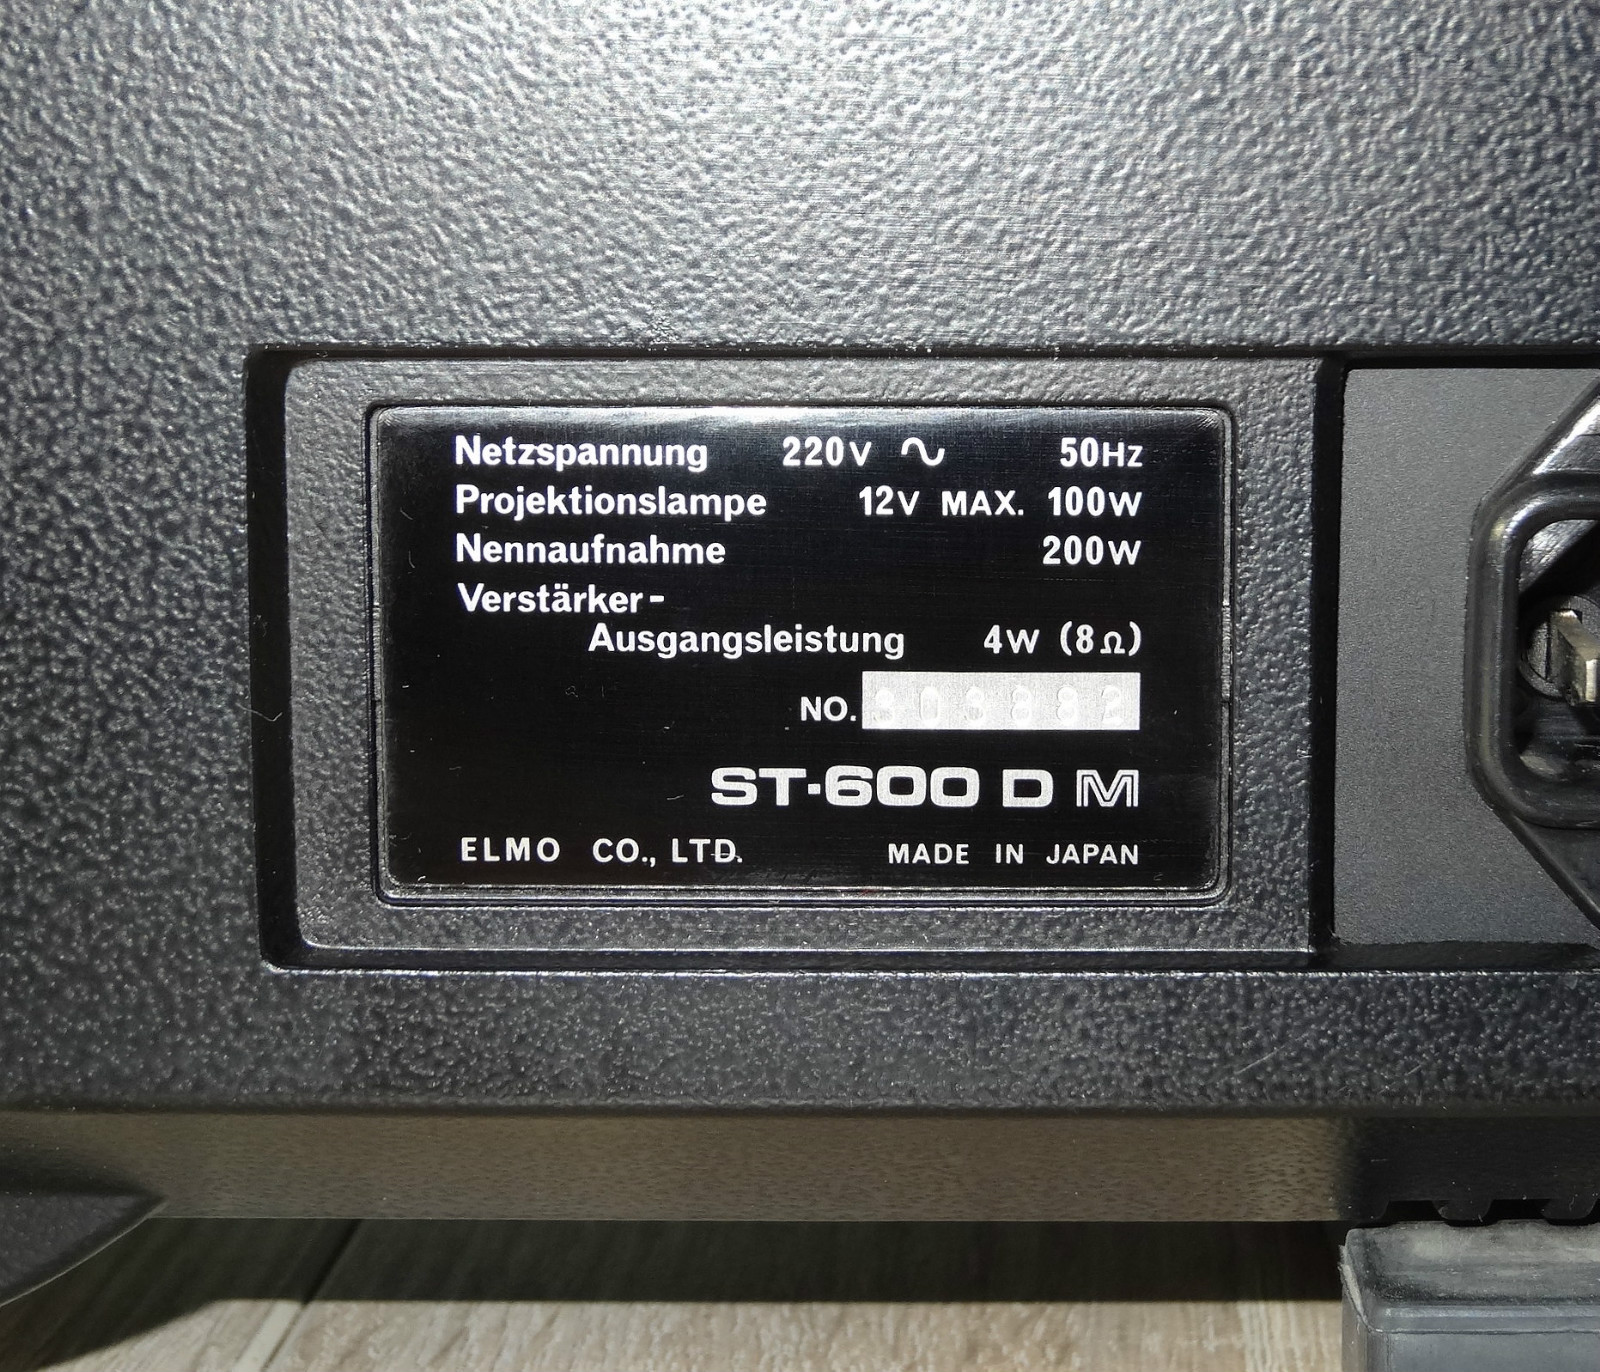 Netzspannung 220V ∿ 50Hz
Projektionslampe 12V MAX. 100W
Nennaufnahme 200W
Verstärker-
Ausgangsleistung 4W (8Ω)
NO.
ST-600 D M
ELMO CO., LTD. MADE IN JAPAN